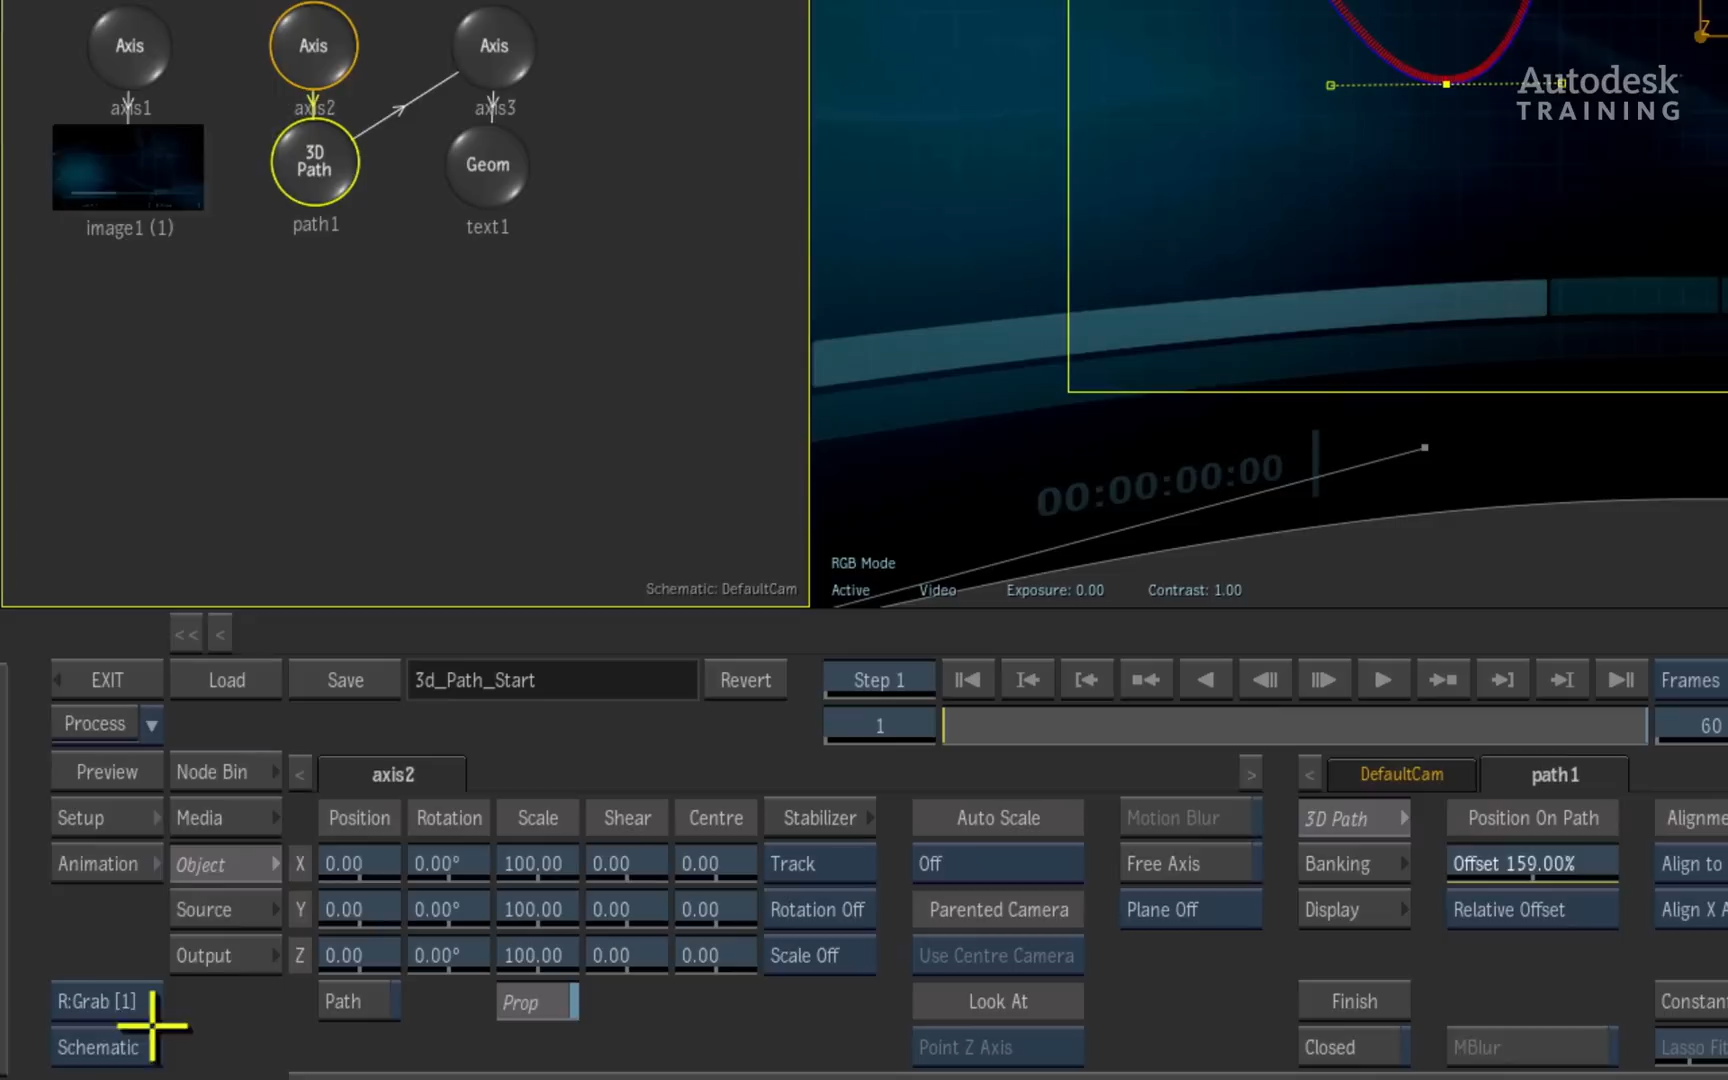 Axis
Axis
Axis
axis1
axis2
axis3
3D
Path
Geom
image1 (1)
path1
text1
Schematic: DefaultCam
Z
Autodesk
TRAINING
00:00:00:00
RGB Mode
Active Video Exposure: 0.00 Contrast: 1.00
<< <
EXIT Load Save 3d_Path_Start Revert Step 1 Frames
Process 1 60
Preview Node Bin < axis2 > < DefaultCam path1
Setup Media Position Rotation Scale Shear Centre Stabilizer Auto Scale Motion Blur 3D Path Position On Path Alignme
Animation Object X 0.00 0.00° 100.00 0.00 0.00 Track Off Free Axis Banking Offset 159.00% Align to
Source Y 0.00 0.00° 100.00 0.00 0.00 Rotation Off Parented Camera Plane Off Display Relative Offset Align X A
Output Z 0.00 0.00° 100.00 0.00 0.00 Scale Off Use Centre Camera
R:Grab [1] Path Prop Look At Finish Constan
Schematic Point Z Axis Closed MBlur Lasso Fit